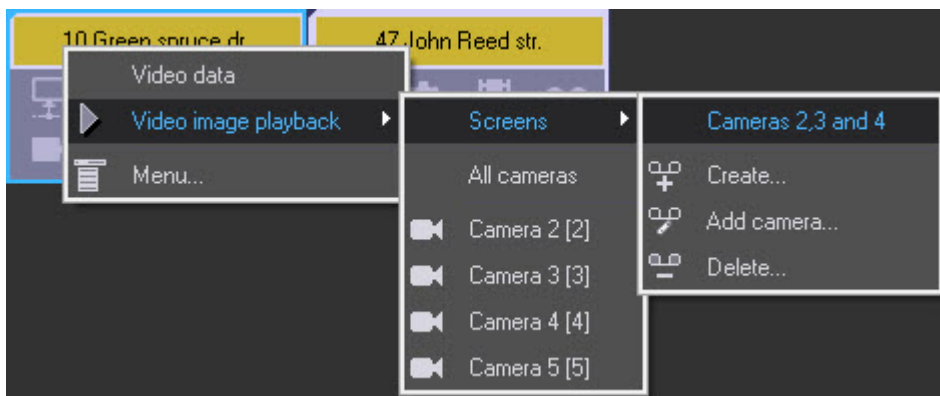 10 Green spruce dr.
47 John Reed str.
Video data
Video image playback
Menu...
Screens
All cameras
Camera 2 [2]
Camera 3 [3]
Camera 4 [4]
Camera 5 [5]
Cameras 2,3 and 4
Create...
Add camera...
Delete...